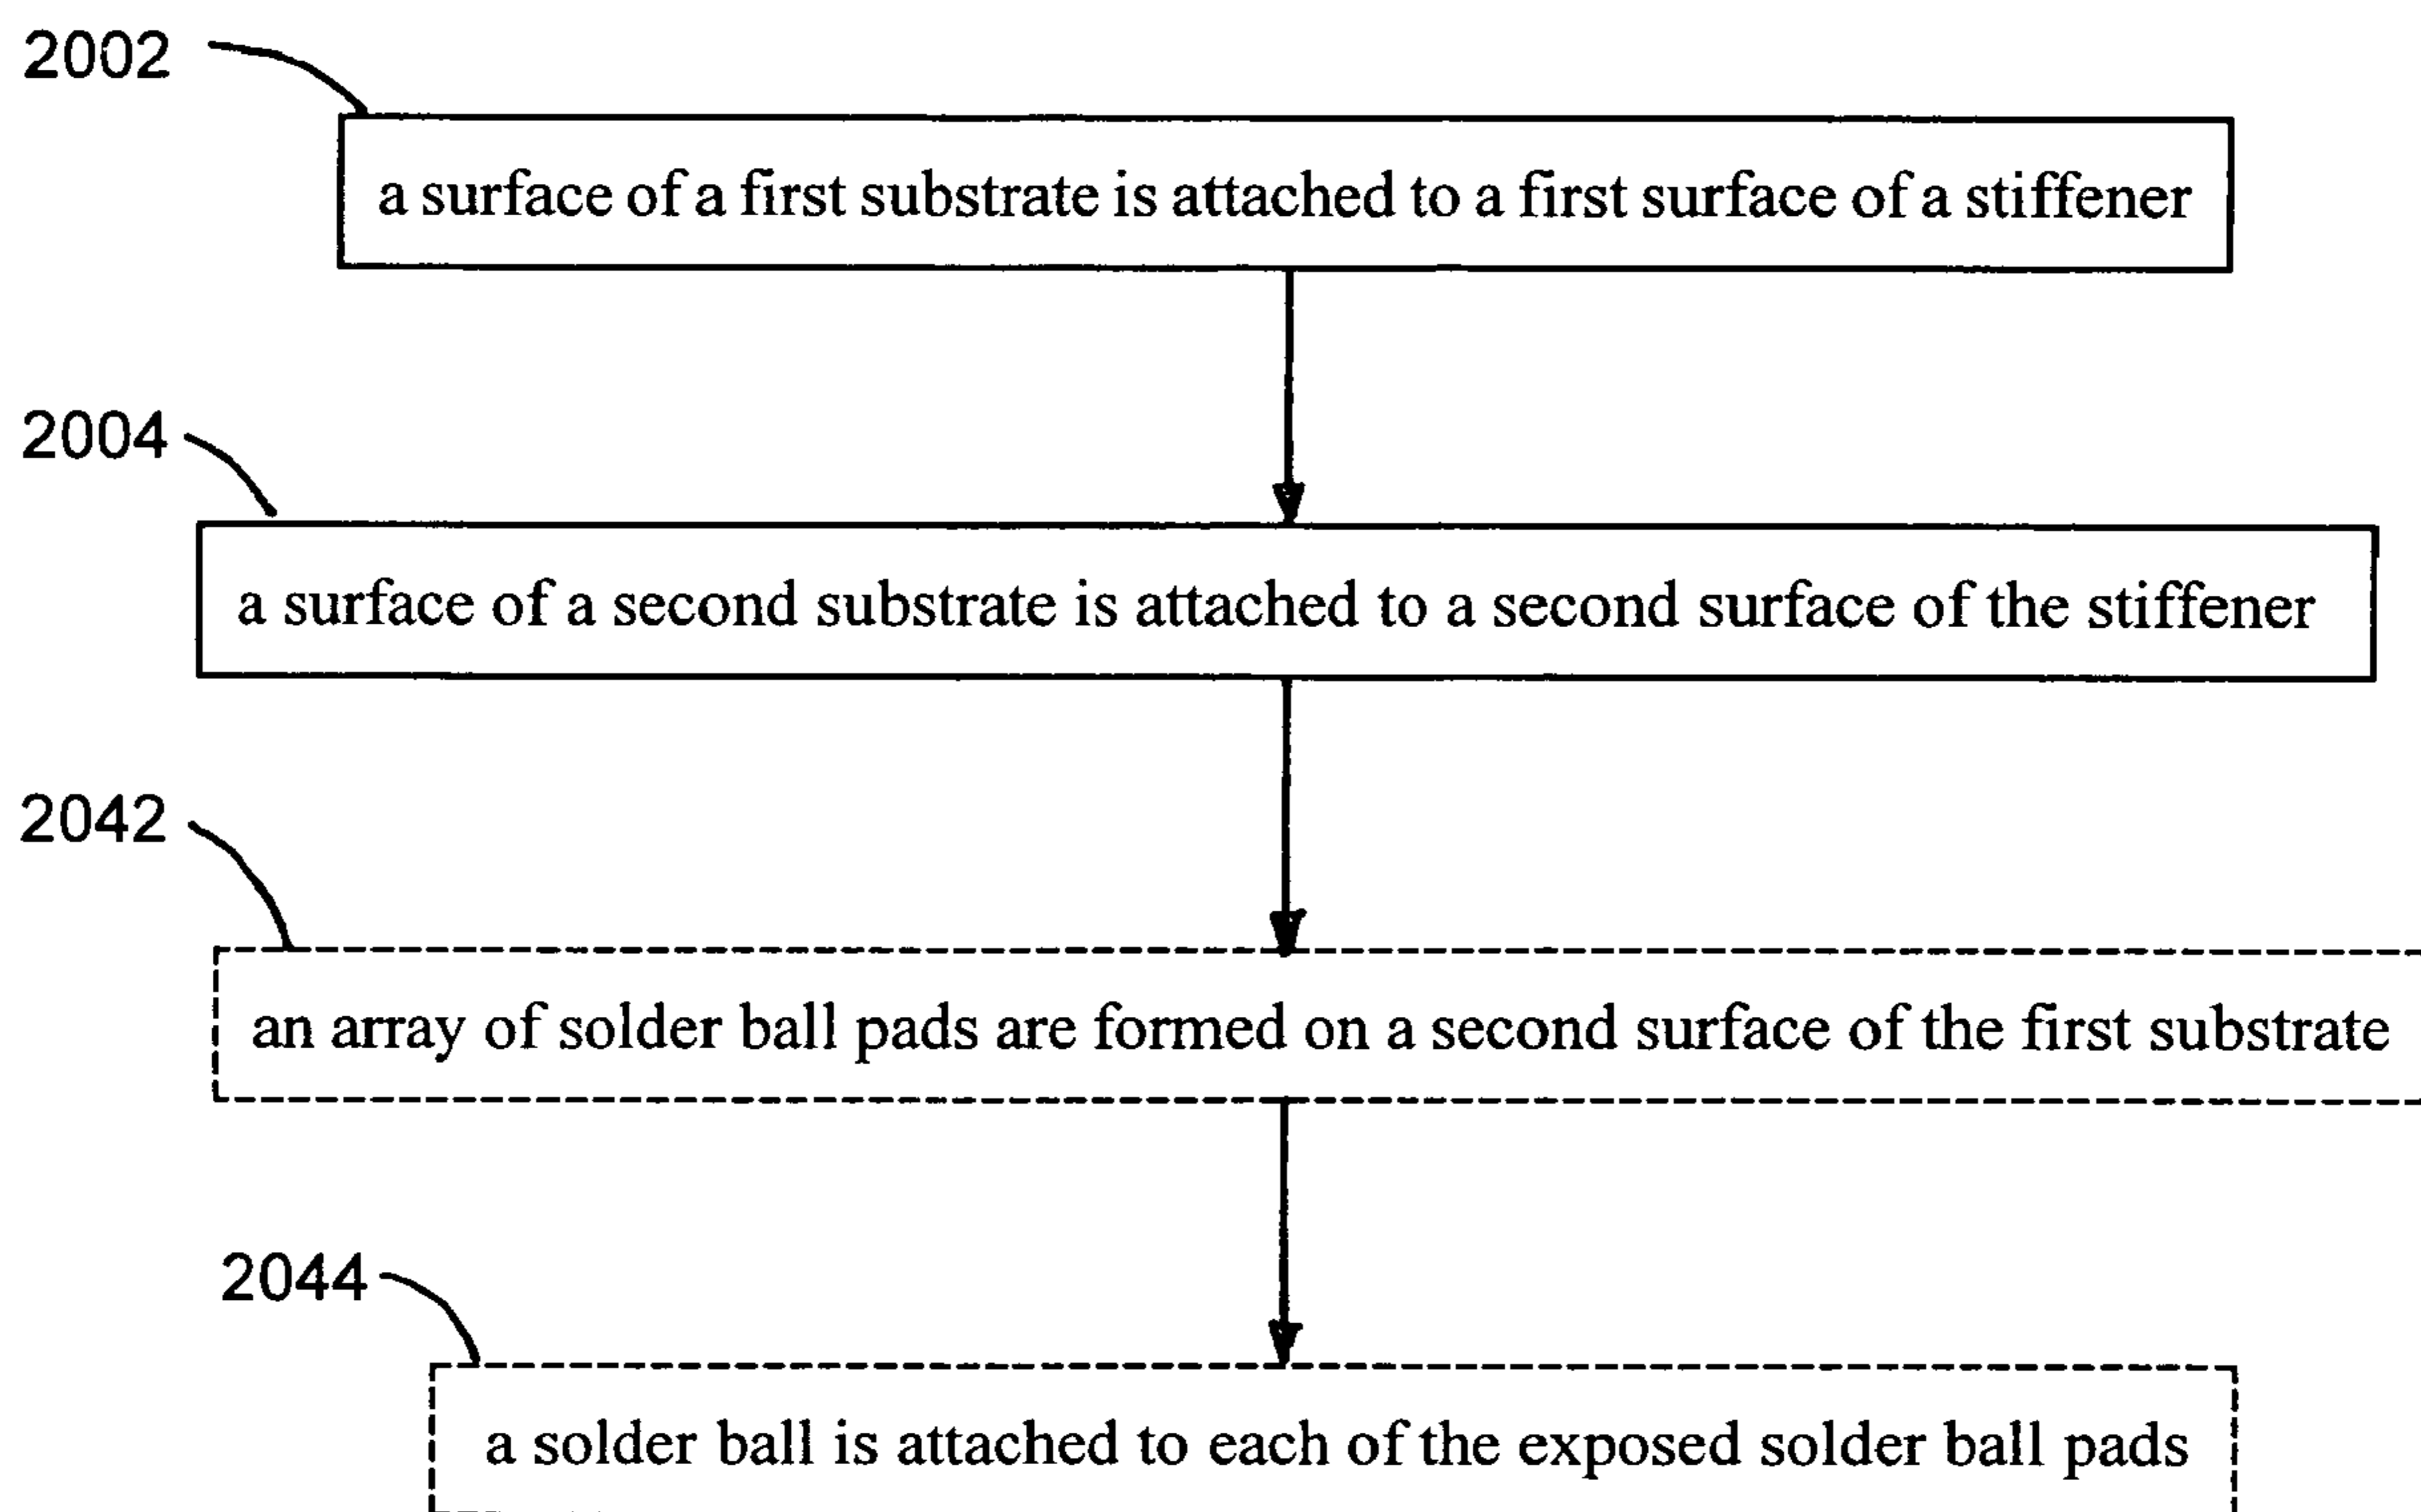 2002
a surface of a first substrate is attached to a first surface of a stiffener
2004
a surface of a second substrate is attached to a second surface of the stiffener
2042
an array of solder ball pads are formed on a second surface of the first substrate
2044
a solder ball is attached to each of the exposed solder ball pads